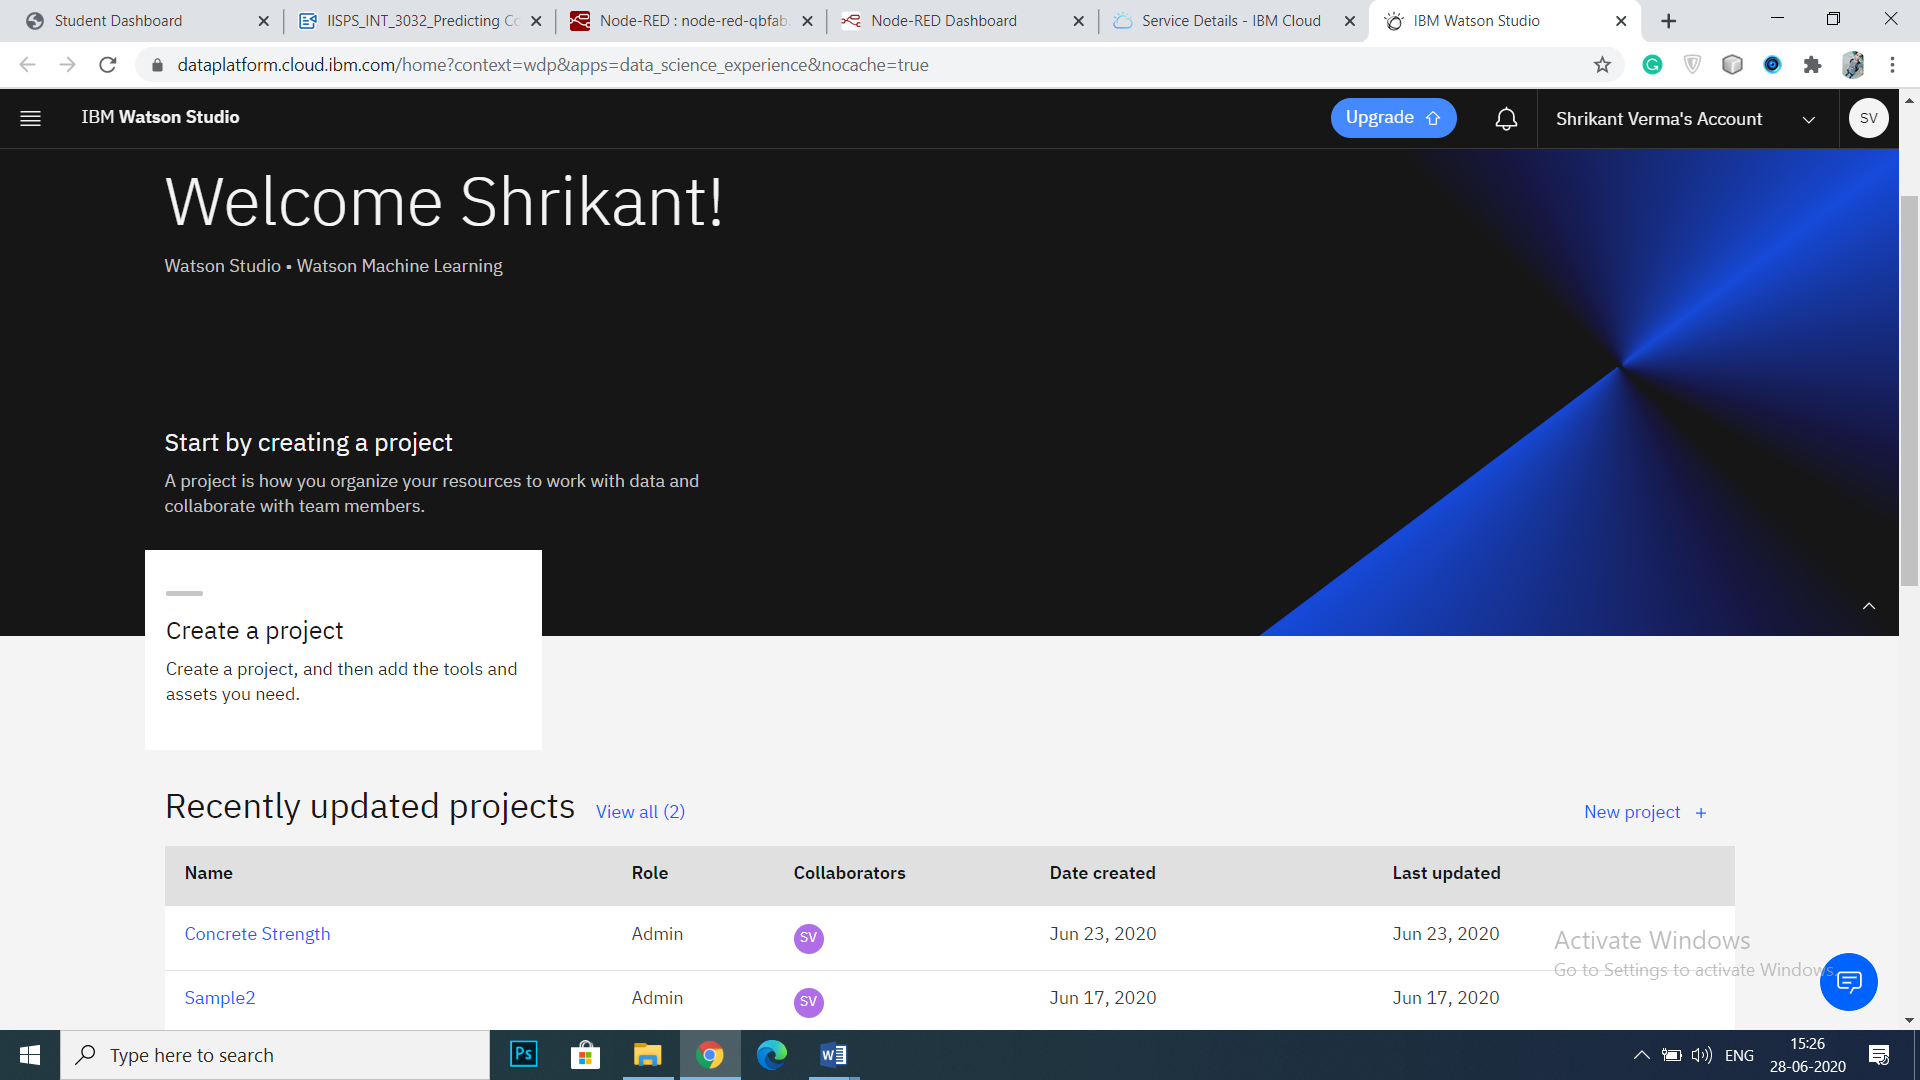 Student Dashboard
IISPS_INT_3032_Predicting Co
Node-RED : node-red-qbfab
Node-RED Dashboard
Service Details - IBM Cloud
IBM Watson Studio
dataplatform.cloud.ibm.com/home?context=wdp&apps=data_science_experience&nocache=true
IBM Watson Studio
Upgrade
Shrikant Verma's Account
SV
Welcome Shrikant!
Watson Studio • Watson Machine Learning
Start by creating a project
A project is how you organize your resources to work with data and
collaborate with team members.
Create a project
Create a project, and then add the tools and
assets you need.
Recently updated projects
View all (2)
New project +
Name Role Collaborators Date created Last updated
Concrete Strength Admin SV Jun 23, 2020 Jun 23, 2020
Sample2 Admin SV Jun 17, 2020 Jun 17, 2020
Activate Windows
Go to Settings to activate Windows.
Type here to search
Ps
W
ENG
15:26
28-06-2020